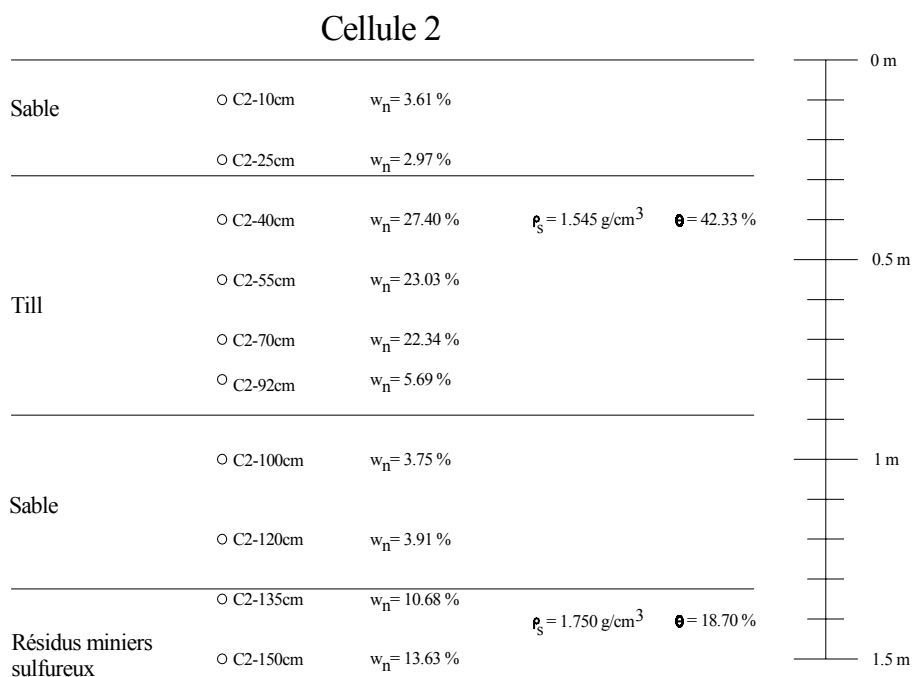 Cellule 2
0 m
Sable
C2-10cm wn= 3.61 %
C2-25cm wn= 2.97 %
C2-40cm wn= 27.40 % ρs = 1.545 g/cm3 θ = 42.33 %
0.5 m
C2-55cm wn= 23.03 %
Till
C2-70cm wn= 22.34 %
C2-92cm wn= 5.69 %
C2-100cm wn= 3.75 %
1 m
Sable
C2-120cm wn= 3.91 %
C2-135cm wn= 10.68 %
ρs = 1.750 g/cm3 θ = 18.70 %
Résidus miniers
sulfureux
C2-150cm wn= 13.63 %
1.5 m